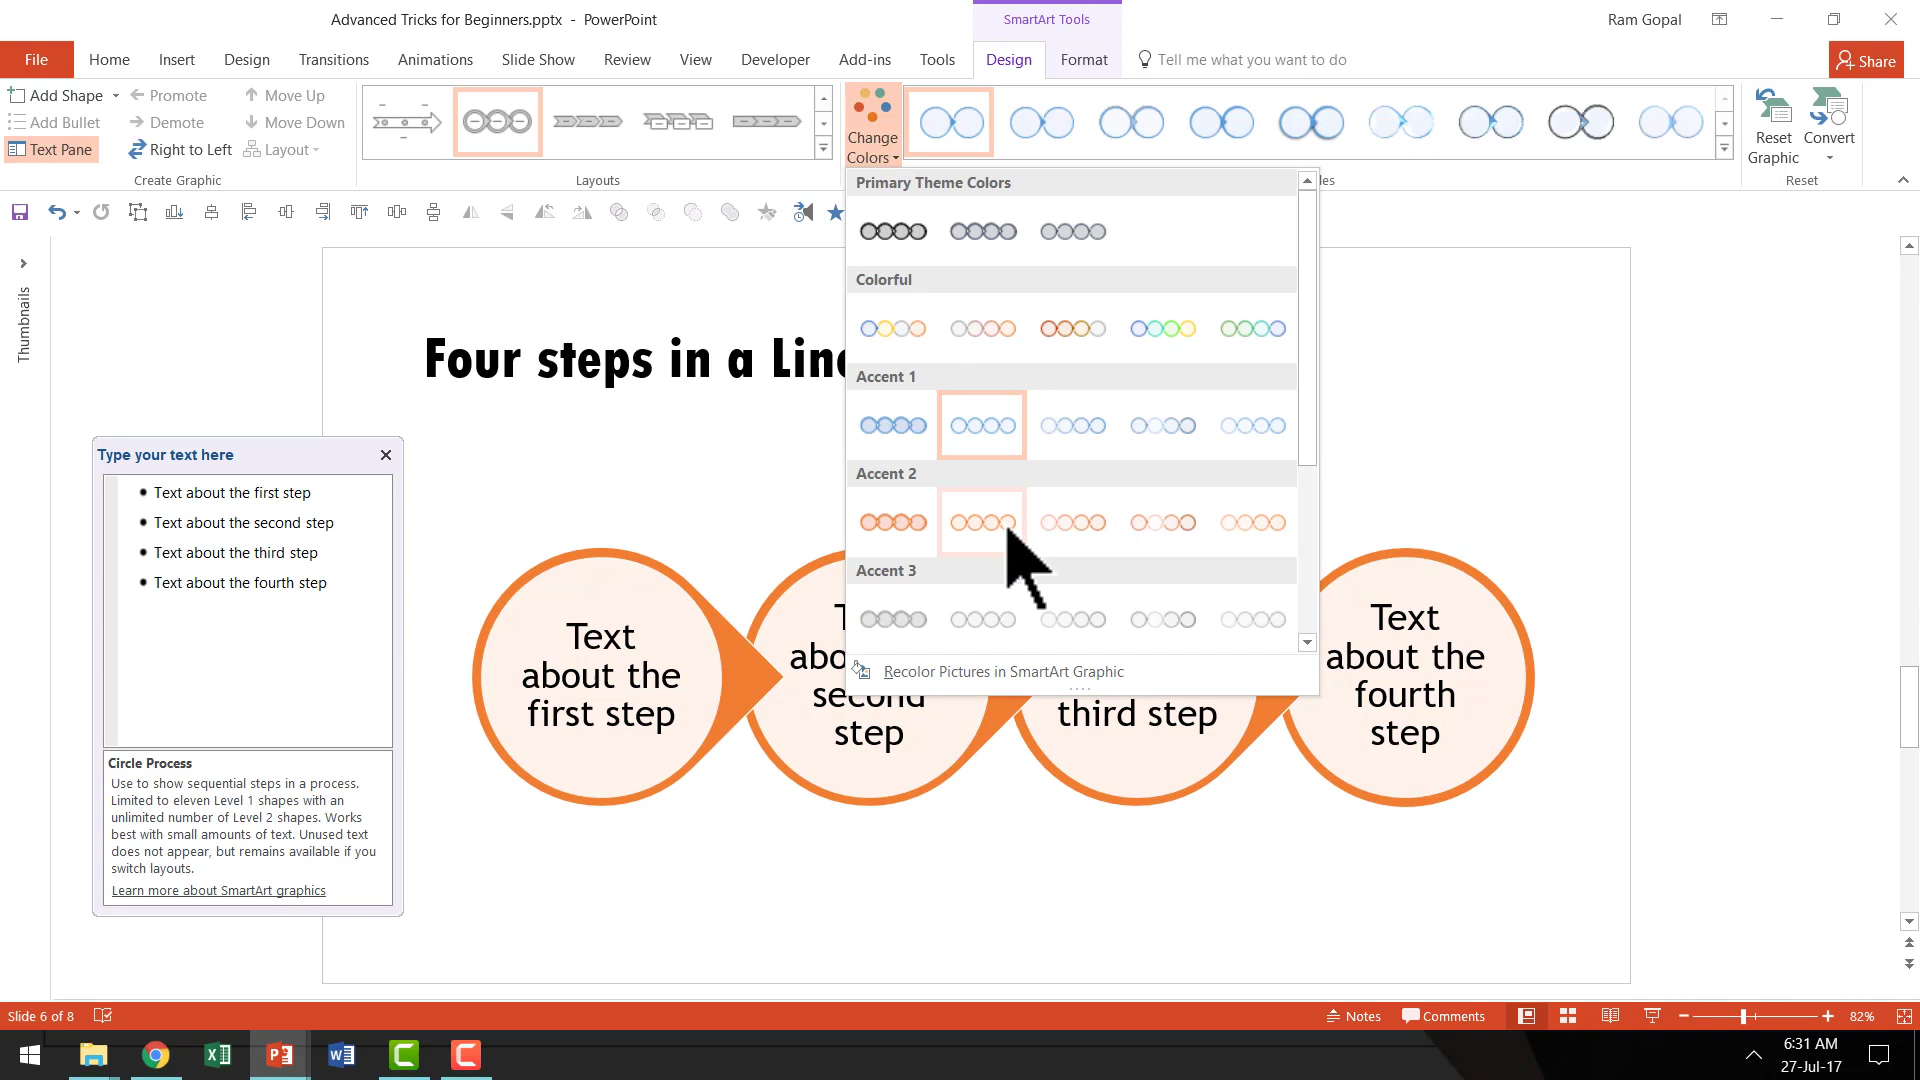 Advanced Tricks for Beginners.pptx - PowerPoint
SmartArt Tools
Ram Gopal
File Home Insert Design Transitions Animations Slide Show Review View Developer Add-ins Tools Design Format Tell me what you want to do Share
Add Shape Promote Move Up
Add Bullet Demote Move Down
Text Pane Right to Left Layout
Create Graphic
Layouts
Change
Colors
Reset
Graphic
Convert
Reset
Primary Theme Colors
Colorful
Accent 1
Accent 2
Accent 3
Recolor Pictures in SmartArt Graphic
Thumbnails
Four steps in a
Type your text here
Text about the first step
Text about the second step
Text about the third step
Text about the fourth step
Circle Process
Use to show sequential steps in a process.
Limited to eleven Level 1 shapes with an
unlimited number of Level 2 shapes. Works
best with small amounts of text. Unused text
does not appear, but remains available if you
switch layouts.
Learn more about SmartArt graphics
Text
about the
first step
second
step
third step
Text
about the
fourth
step
Slide 6 of 8
Notes
Comments
82%
6:31 AM
27-Jul-17